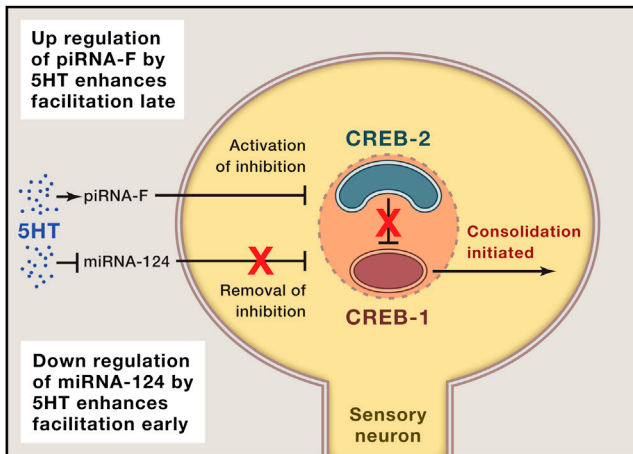 Up regulation
of piRNA-F by
5HT enhances
facilitation late
Activation
of inhibition
CREB-2
piRNA-F
5HT
X
Consolidation
initiated
miRNA-124
X
Removal of
inhibition
CREB-1
Down regulation
of miRNA-124 by
5HT enhances
facilitation early
Sensory
neuron